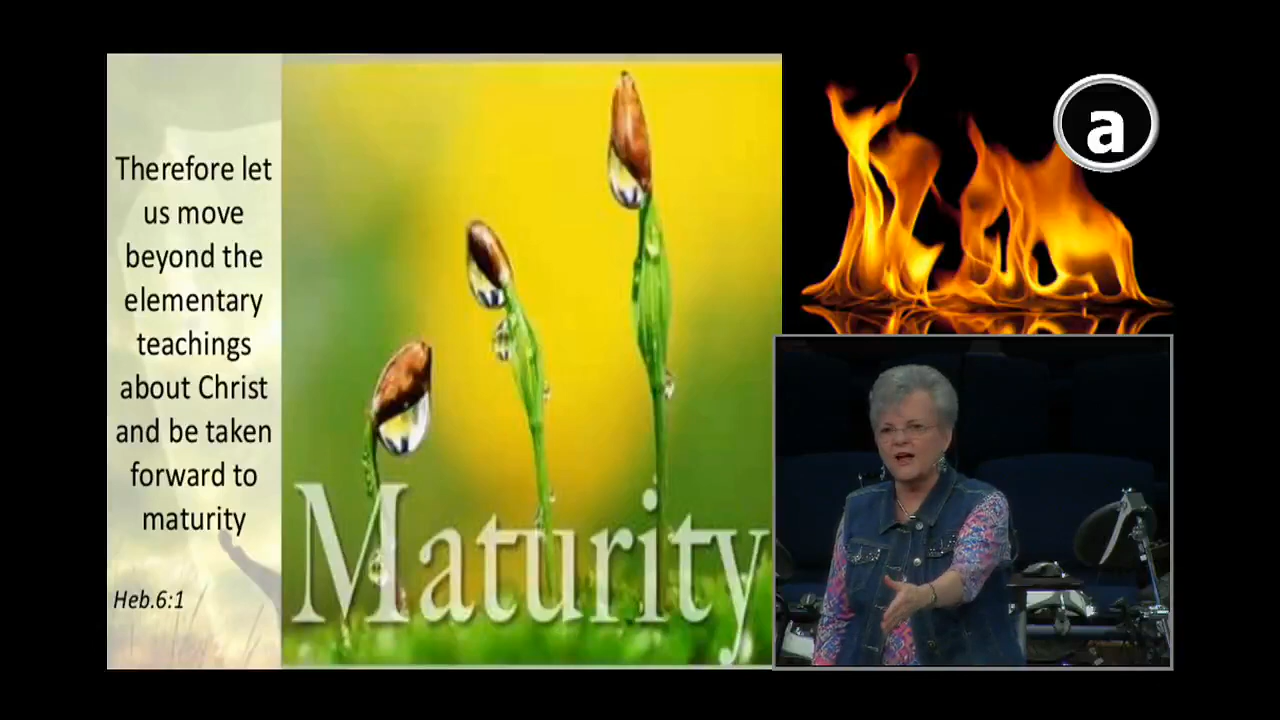 Therefore let
us move
beyond the
elementary
teachings
about Christ
and be taken
forward to
maturity
Heb.6:1
Maturity
a